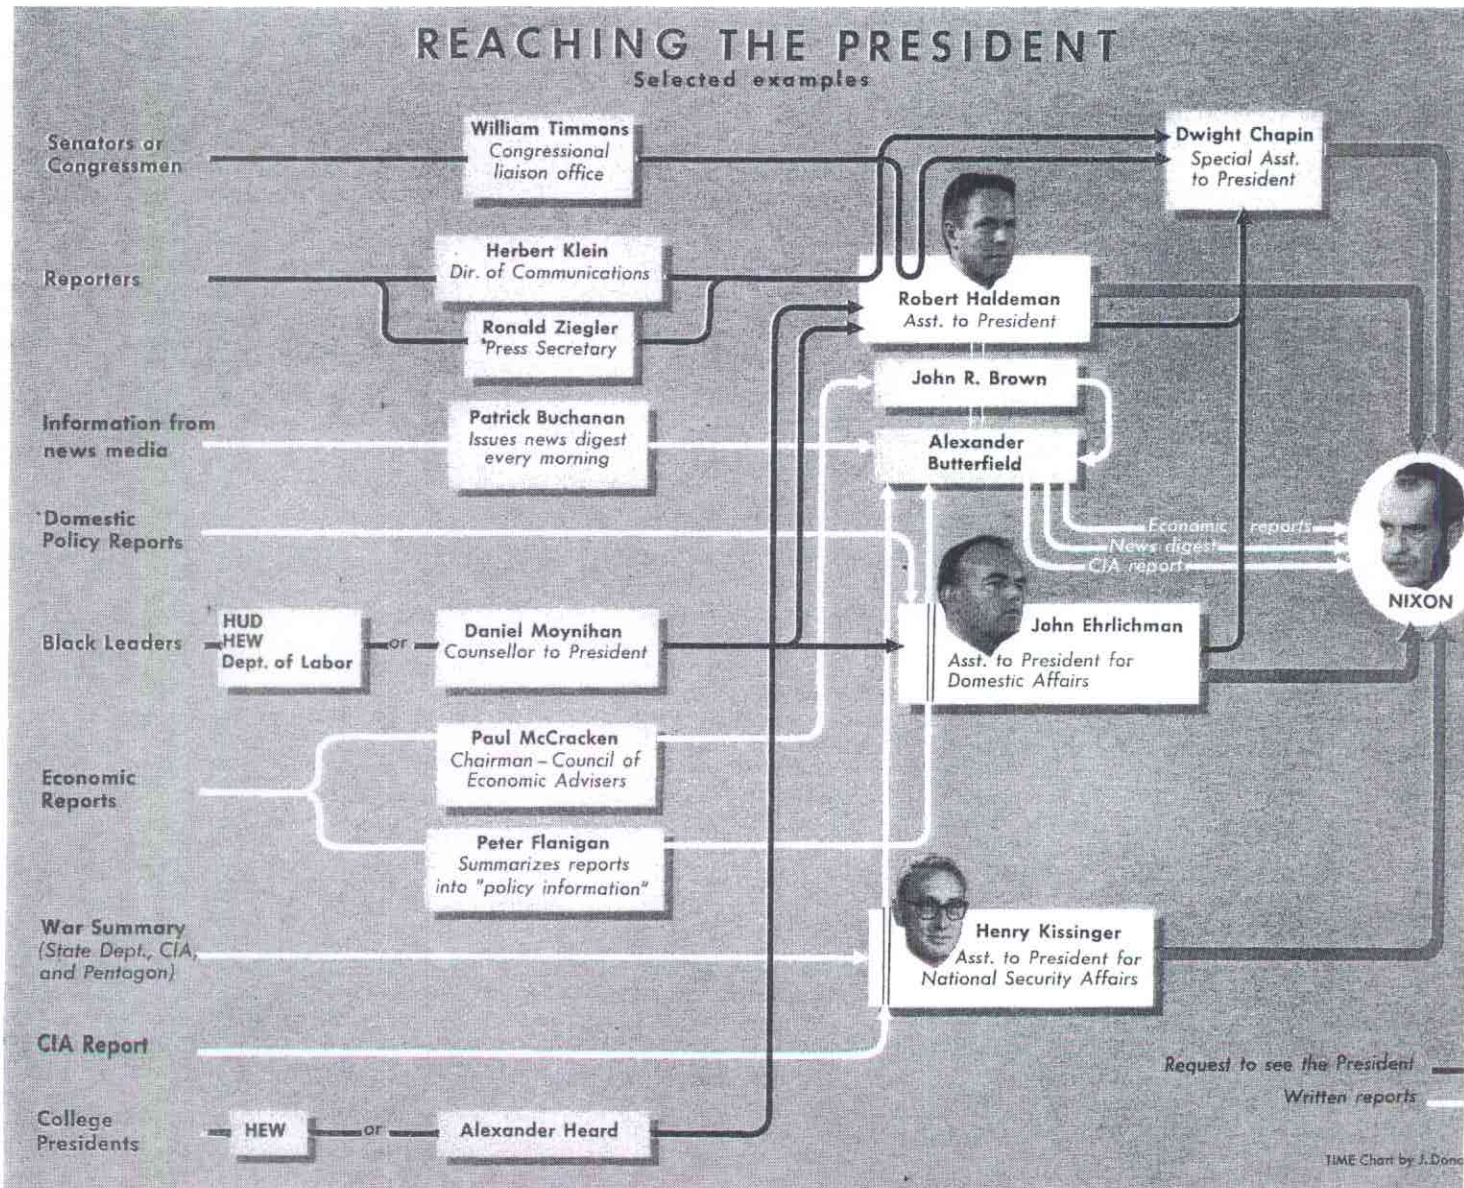 REACHING THE PRESIDENT
Selected examples
Senators or
Congressmen
William Timmons
Congressional
liaison office
Dwight Chapin
Special Asst.
to President
Reporters
Herbert Klein
Dir. of Communications
Ronald Ziegler
Press Secretary
Robert Haldeman
Asst. to President
John R. Brown
Information from
news media
Patrick Buchanan
Issues news digest
every morning
Alexander
Butterfield
Domestic
Policy Reports
Economic reports
News digest
CIA report
NIXON
Black Leaders
HUD
HEW
Dept. of Labor
or
Daniel Moynihan
Counsellor to President
John Ehrlichman
Asst. to President for
Domestic Affairs
Economic
Reports
Paul McCracken
Chairman – Council of
Economic Advisers
Peter Flanigan
Summarizes reports
into "policy information"
War Summary
(State Dept., CIA,
and Pentagon)
Henry Kissinger
Asst. to President for
National Security Affairs
CIA Report
Request to see the President
Written reports
College
Presidents
HEW
or
Alexander Heard
TIME Chart by J.